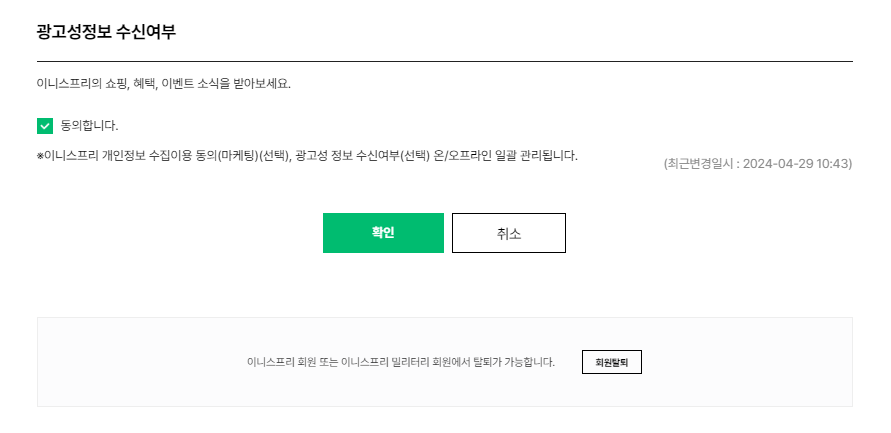 광고성정보 수신여부
이니스프리의 쇼핑, 혜택, 이벤트 소식을 받아보세요.
동의합니다.
※이니스프리 개인정보 수집이용 동의(마케팅)(선택), 광고성 정보 수신여부(선택) 온/오프라인 일괄 관리됩니다.
(최근변경일시 : 2024-04-29 10:43)
확인
취소
이니스프리 회원 또는 이니스프리 밀리터리 회원에서 탈퇴가 가능합니다.
회원탈퇴